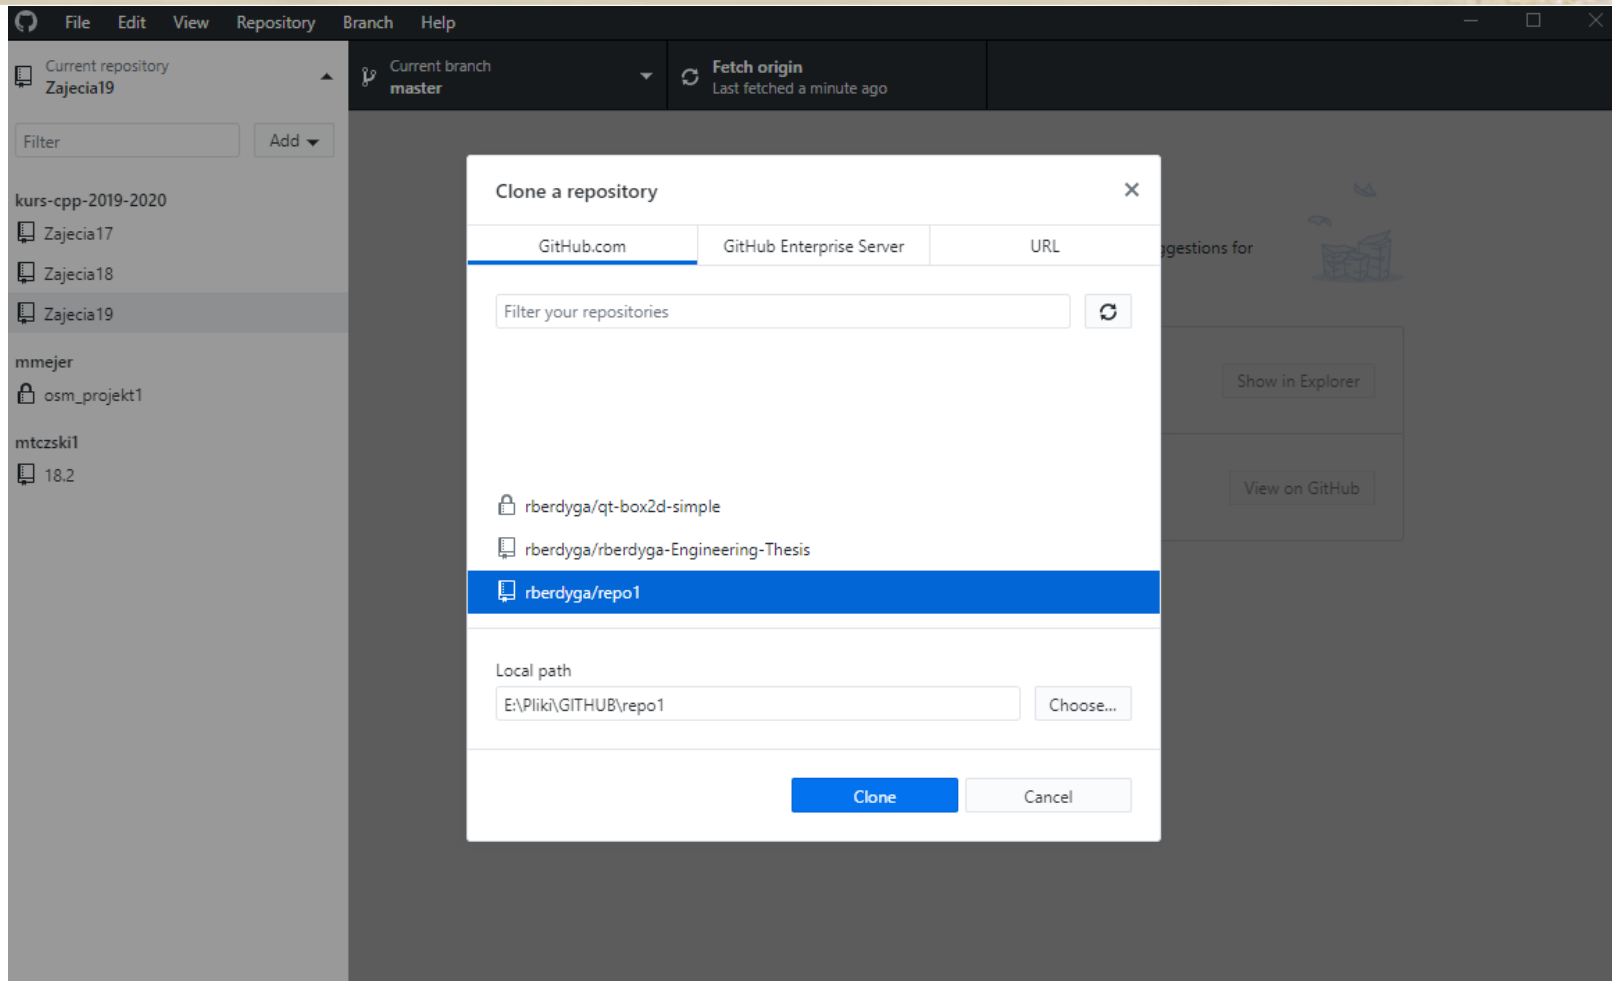 File Edit View Repository Branch Help
Current repository
Zajecia19
Current branch
master
Fetch origin
Last fetched a minute ago
Filter
Add
kurs-cpp-2019-2020
Zajecia17
Zajecia18
Zajecia19
mmejer
osm_projekt1
mtczski1
18.2
Clone a repository
GitHub.com
GitHub Enterprise Server
URL
Filter your repositories
rberdyga/qt-box2d-simple
rberdyga/rberdyga-Engineering-Thesis
rberdyga/repo1
Local path
E:\Pliki\GITHUB\repo1
Choose...
Clone
Cancel
ggestions for
Show in Explorer
View on GitHub